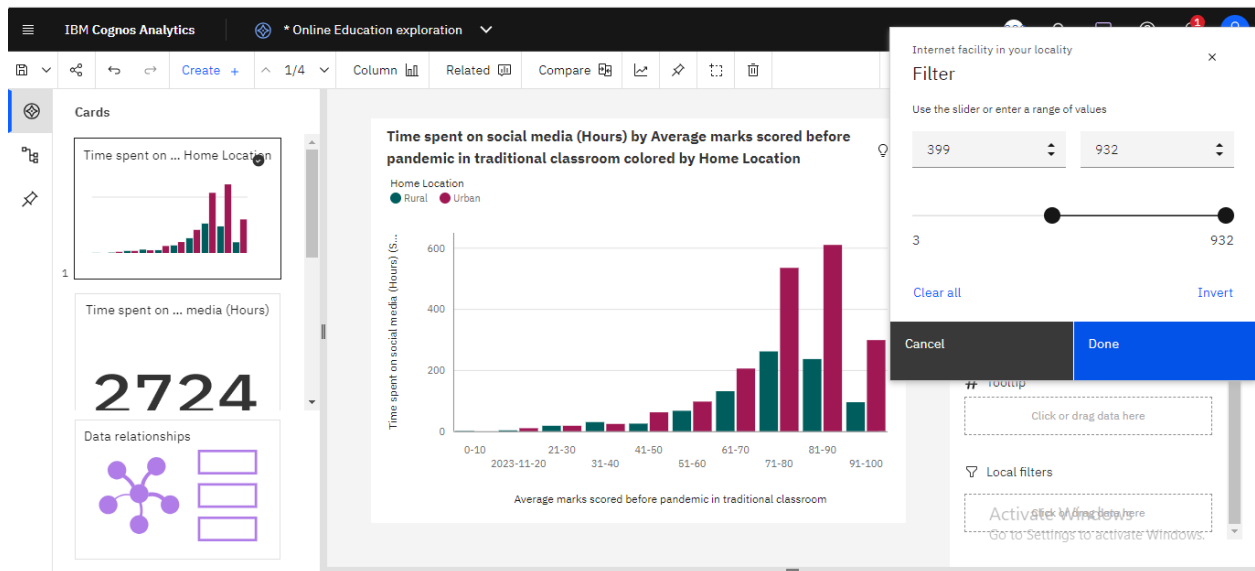 IBM Cognos Analytics
* Online Education exploration
1
Create +
1/4
Column
Related
Compare
Cards
Time spent on ... Home Location
1
Time spent on ... media (Hours)
2724
Data relationships
Time spent on social media (Hours) by Average marks scored before
pandemic in traditional classroom colored by Home Location
Home Location
Rural
Urban
Time spent on social media (Hours) (S...
600
400
200
0
0-10
2023-11-20
21-30
31-40
41-50
51-60
61-70
71-80
81-90
91-100
Average marks scored before pandemic in traditional classroom
Internet facility in your locality
Filter
Use the slider or enter a range of values
399
932
3
932
Clear all
Invert
Cancel
Done
Tooltip
Click or drag data here
Local filters
Click or drag data here
Activate Windows
Go to Settings to activate Windows.